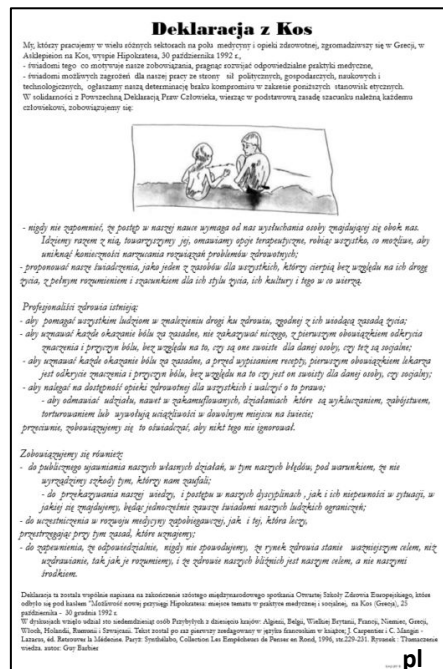 Deklaracja z Kos
My, którzy pracujemy w wielu różnych sektorach na polu medycyny i opieki zdrowotnej, zgromadziwszy się w Grecji, w
Asklepieion na Kos, wyspie Hipokratesa, 30 października 1992 r.,
- świadomi tego co motywuje nasze zobowiązania, pragnąc rozwijać odpowiedzialne praktyki medyczne,
- świadomi możliwych zagrożeń dla naszej pracy ze strony sił politycznych, gospodarczych, naukowych i
technologicznych, ogłaszamy naszą determinację braku kompromisu w zakresie poniższych stanowisk etycznych.
W solidarności z Powszechną Deklaracją Praw Człowieka, wierząc w podstawową zasadę szacunku należną każdemu
człowiekowi, zobowiązujemy się:
- nigdy nie zapomnieć, że postęp w naszej nauce wymaga od nas wysłuchania osoby znajdującej się obok nas.
Idziemy razem z nią, towarzyszymy jej, omawiamy opcje terapeutyczne, robiąc wszystko, co możliwe, aby
uniknąć konieczności narzucania rozwiązań problemów zdrowotnych;
- proponować nasze świadczenia, jako jeden z zasobów dla wszystkich, którzy cierpią bez względu na ich drogę
życia, z pełnym rozumieniem i szacunkiem dla ich stylu życia, ich kultury i tego w co wierzą.
Profesjonaliści zdrowia istnieją:
- aby pomagać wszystkim ludziom w znalezieniu drogi ku zdrowiu, zgodnej z ich wiodącą zasadą życia;
- aby uznawać każde okazanie bólu za zasadne, nie zakazywać niczego, z pierwszym obowiązkiem odkrycia
znaczenia i przyczyn bólu, bez względu na to, czy są one swoiste dla danej osoby, czy też są socjalne;
- aby uznawać każde okazanie bólu za zasadne, a przed wypisaniem recepty, pierwszym obowiązkiem lekarza
jest odkrycie znaczenia i przyczyn bólu, bez względu na to czy jest on swoisty dla danej osoby, czy socjalny;
- aby nalegać na dostępność opieki zdrowotnej dla wszystkich i walczyć o to prawo;
- aby odmawiać udziału, nawet w zakamuflowanych, działaniach które są wykluczaniem, zabójstwem,
torturowaniem lub wywołują uciążliwości w dowolnym miejscu na świecie;
przeciwnie, zobowiązujemy się to oświadczać, aby nikt tego nie ignorował.
Zobowiązujemy się również:
- do publicznego ujawniania naszych własnych działań, w tym naszych błędów, pod warunkiem, że nie
wyrządzimy szkody tym, którzy nam zaufali;
- do przekazywania naszej wiedzy, i postępu w naszych dyscyplinach , jak i ich niepewności w sytuacji, w
jakiej się znajdujemy, będąc jednocześnie zawsze świadomi naszych ludzkich ograniczeń;
- do uczestniczenia w rozwoju medycyny zapobiegawczej, jak i tej, która leczy,
przestrzegając przy tym zasad, które uznajemy;
- do zapewnienia, że odpowiedzialnie, nigdy nie spowodujemy, że rynek zdrowia stanie ważniejszym celem, niż
uzdrawianie, tak jak je rozumiemy, i że zdrowie naszych bliźnich jest naszym celem, a nie naszymi
środkiem.
Deklaracja ta została wspólnie napisana na zakończenie szóstego międzynarodowego spotkania Otwartej Szkoły Zdrowia Europejskiego, które
odbyło się pod hasłem "Możliwość nowej przysięgi Hipokratesa: miejsce tematu w praktyce medycznej i socjalnej, na Kos (Grecja), 25
października - 30 grudnia 1992 r.
W dyskusjach wzięło udział sto siedemdziesiąt osób Przybyłych z dziesięciu krajów: Algierii, Belgii, Wielkiej Brytanii, Francji, Niemiec, Grecji,
Włoch, Holandii, Rumunii i Szwajcarii. Tekst został po raz pierwszy zredagowany w języku francuskim w książce; J. Carpentier i C. Mangin -
Lazarus, éd. Retrouver la Médecine. Paryż: Synthélabo, Collection Les Empêcheurs de Penser en Rond, 1996, str.229-231. Rysunek : Tłumaczenie
wiedza. autor: Guy Barbier
pl